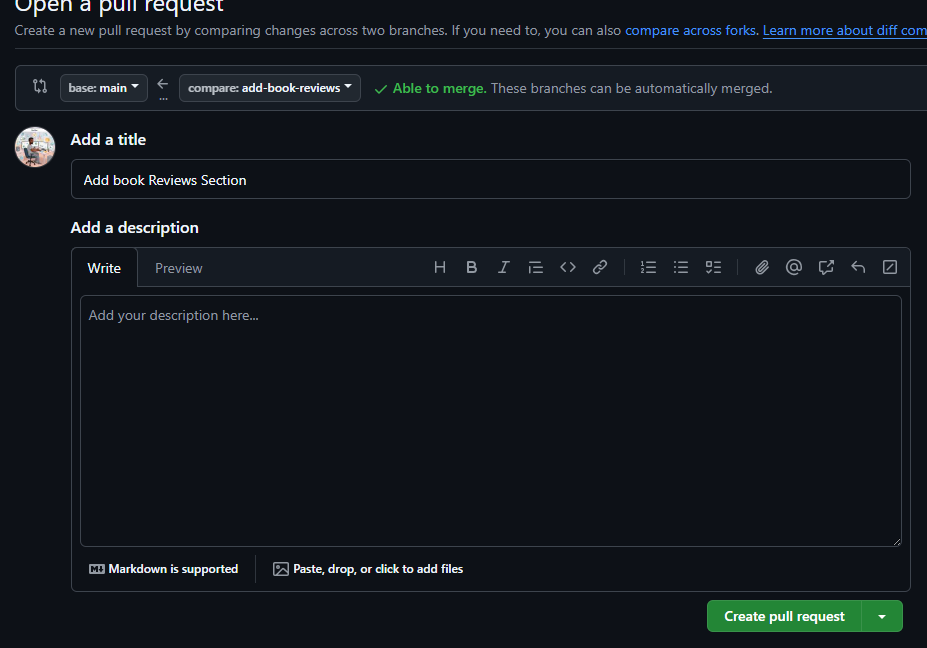 Open a pull request
Create a new pull request by comparing changes across two branches. If you need to, you can also compare across forks. Learn more about diff com
base: main
compare: add-book-reviews
Able to merge. These branches can be automatically merged.
Add a title
Add book Reviews Section
Add a description
Write
Preview
Add your description here...
Markdown is supported
Paste, drop, or click to add files
Create pull request